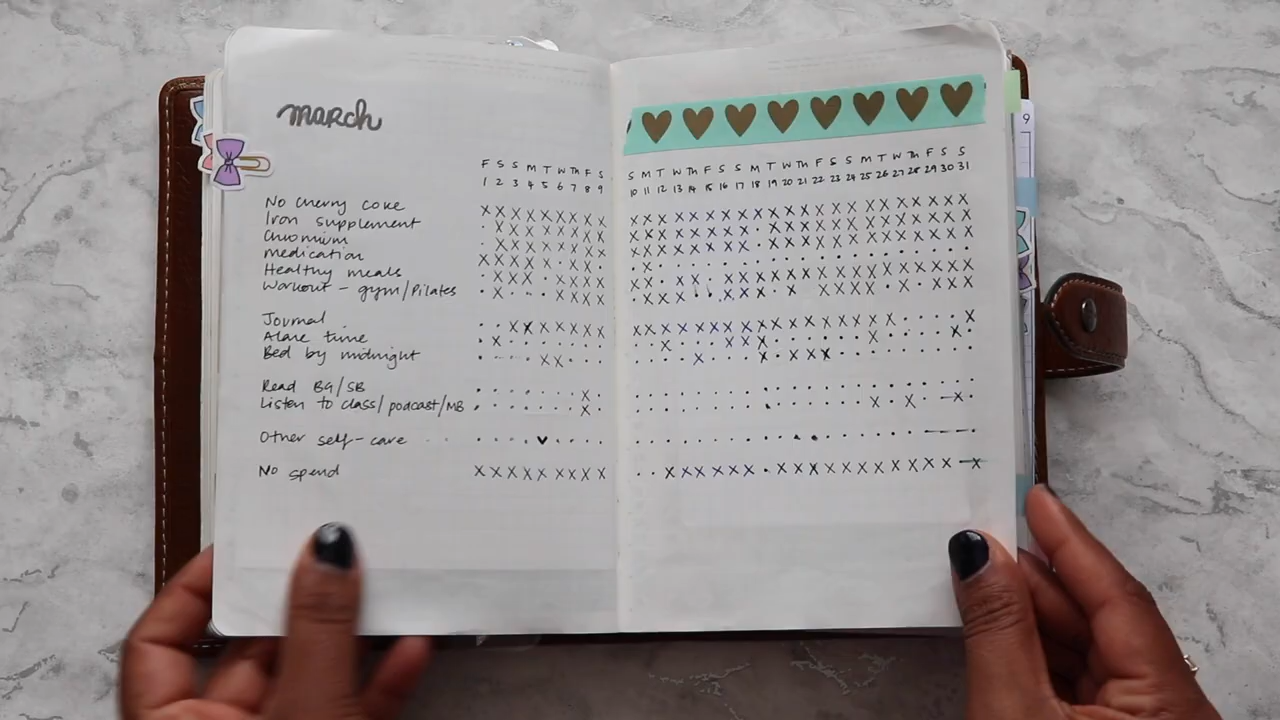 march
F S S M T W Th F S
1 2 3 4 5 6 7 8 9
S M T W Th F S S M T W Th F S S M T W Th F S S
10 11 12 13 14 15 16 17 18 19 20 21 22 23 24 25 26 27 28 29 30 31
No cherry coke
Iron supplement
Chromium
medication
Healthy meals
Workout - gym/Pilates
Journal
Alone time
Bed by midnight
Read BG/SB
Listen to class/podcast/MB
Other self-care
No spend
9